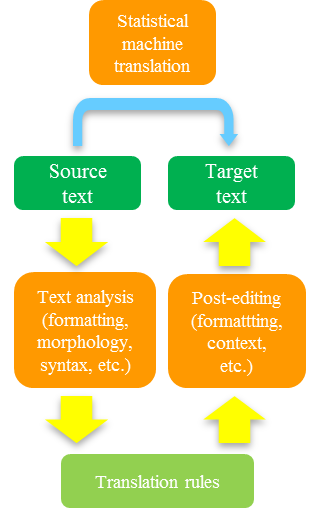 Statistical
machine
translation
Source
text
Target
text
Text analysis
(formatting,
morphology,
syntax, etc.)
Post-editing
(formattting,
context,
etc.)
Translation rules